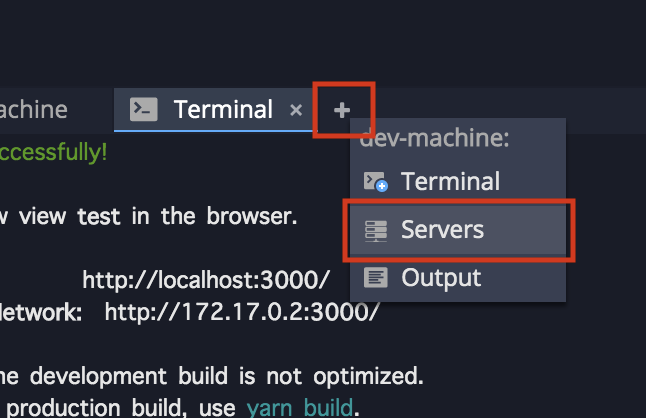 achine Terminal × +
ccessfully!
dev-machine:
Terminal
w view test in the browser.
Servers
http://localhost:3000/
Output
Network: http://172.17.0.2:3000/
he development build is not optimized.
production build, use yarn build.